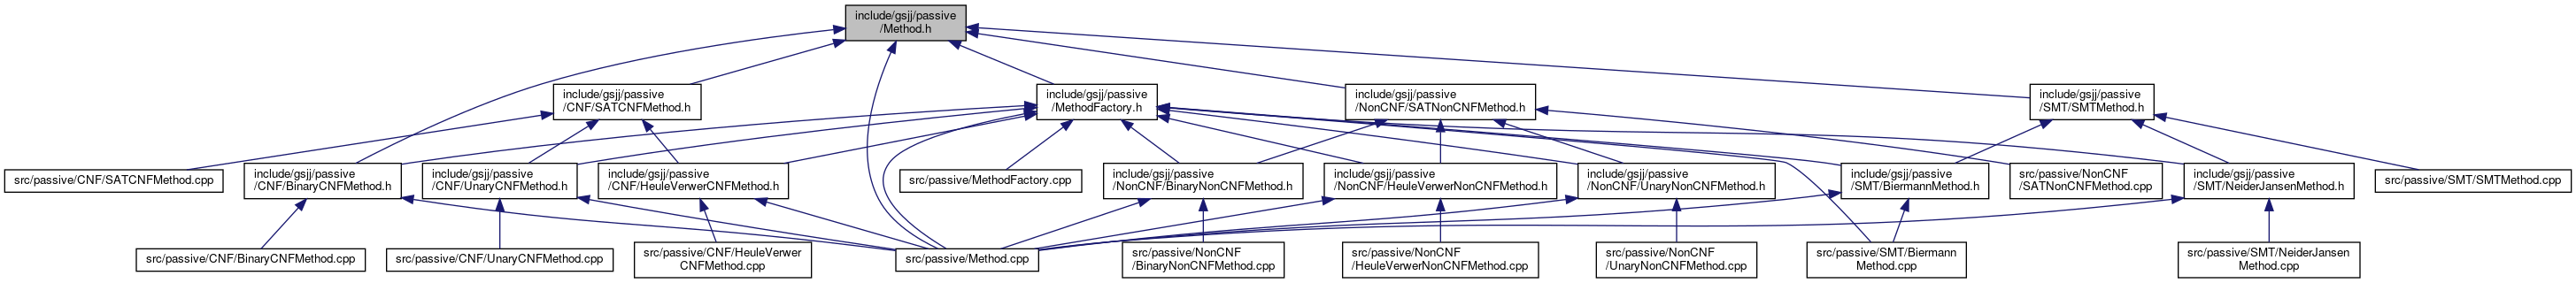 include/gsjj/passive
/Method.h
include/gsjj/passive
/CNF/SATCNFMethod.h
include/gsjj/passive
/MethodFactory.h
include/gsjj/passive
/NonCNF/SATNonCNFMethod.h
include/gsjj/passive
/SMT/SMTMethod.h
src/passive/CNF/SATCNFMethod.cpp
include/gsjj/passive
/CNF/BinaryCNFMethod.h
include/gsjj/passive
/CNF/UnaryCNFMethod.h
include/gsjj/passive
/CNF/HeuleVerwerCNFMethod.h
src/passive/MethodFactory.cpp
include/gsjj/passive
/NonCNF/BinaryNonCNFMethod.h
include/gsjj/passive
/NonCNF/HeuleVerwerNonCNFMethod.h
include/gsjj/passive
/NonCNF/UnaryNonCNFMethod.h
include/gsjj/passive
/SMT/BiermannMethod.h
src/passive/NonCNF
/SATNonCNFMethod.cpp
include/gsjj/passive
/SMT/NeiderJansenMethod.h
src/passive/SMT/SMTMethod.cpp
src/passive/CNF/BinaryCNFMethod.cpp
src/passive/CNF/UnaryCNFMethod.cpp
src/passive/CNF/HeuleVerwer
CNFMethod.cpp
src/passive/Method.cpp
src/passive/NonCNF
/BinaryNonCNFMethod.cpp
src/passive/NonCNF
/HeuleVerwerNonCNFMethod.cpp
src/passive/NonCNF
/UnaryNonCNFMethod.cpp
src/passive/SMT/Biermann
Method.cpp
src/passive/SMT/NeiderJansen
Method.cpp